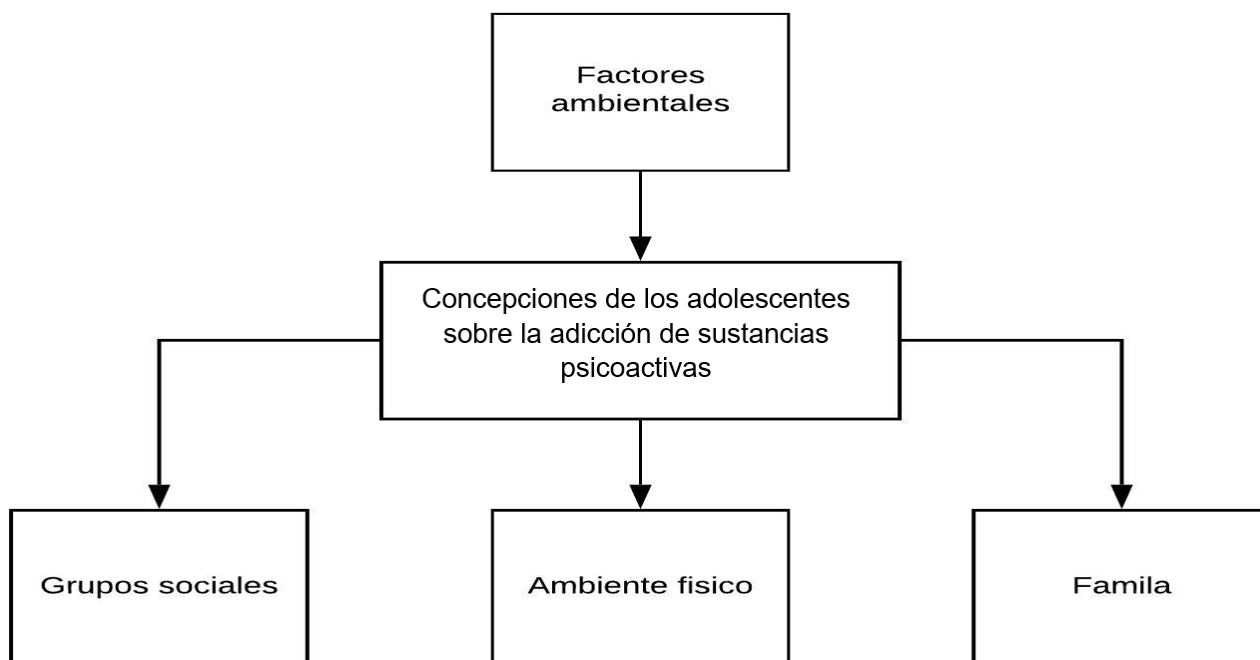 Factores
ambientales
Concepciones de los adolescentes
sobre la adicción de sustancias
psicoactivas
Grupos sociales
Ambiente fisico
Famila